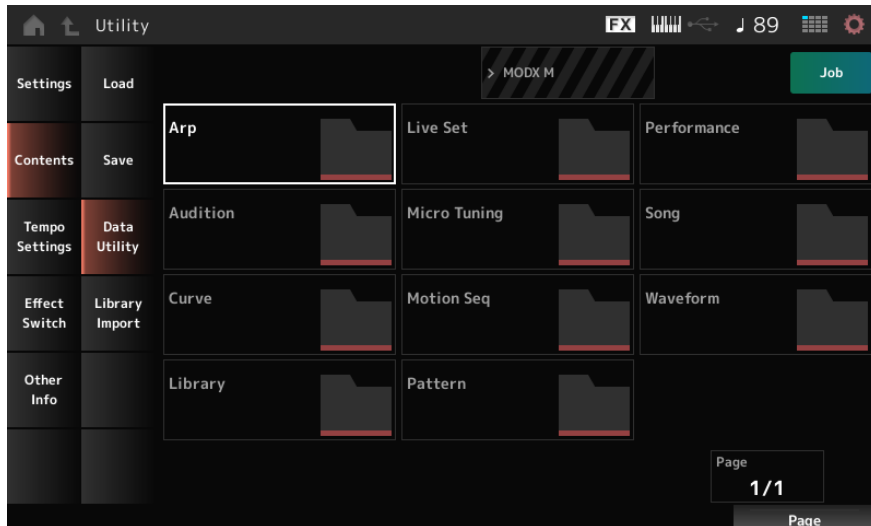 Utility
FX
♩ 89
Settings
Load
> MODX M
Job
Contents
Save
Arp
Live Set
Performance
Tempo
Settings
Data
Utility
Audition
Micro Tuning
Song
Effect
Switch
Library
Import
Curve
Motion Seq
Waveform
Other
Info
Library
Pattern
Page
1/1
Page